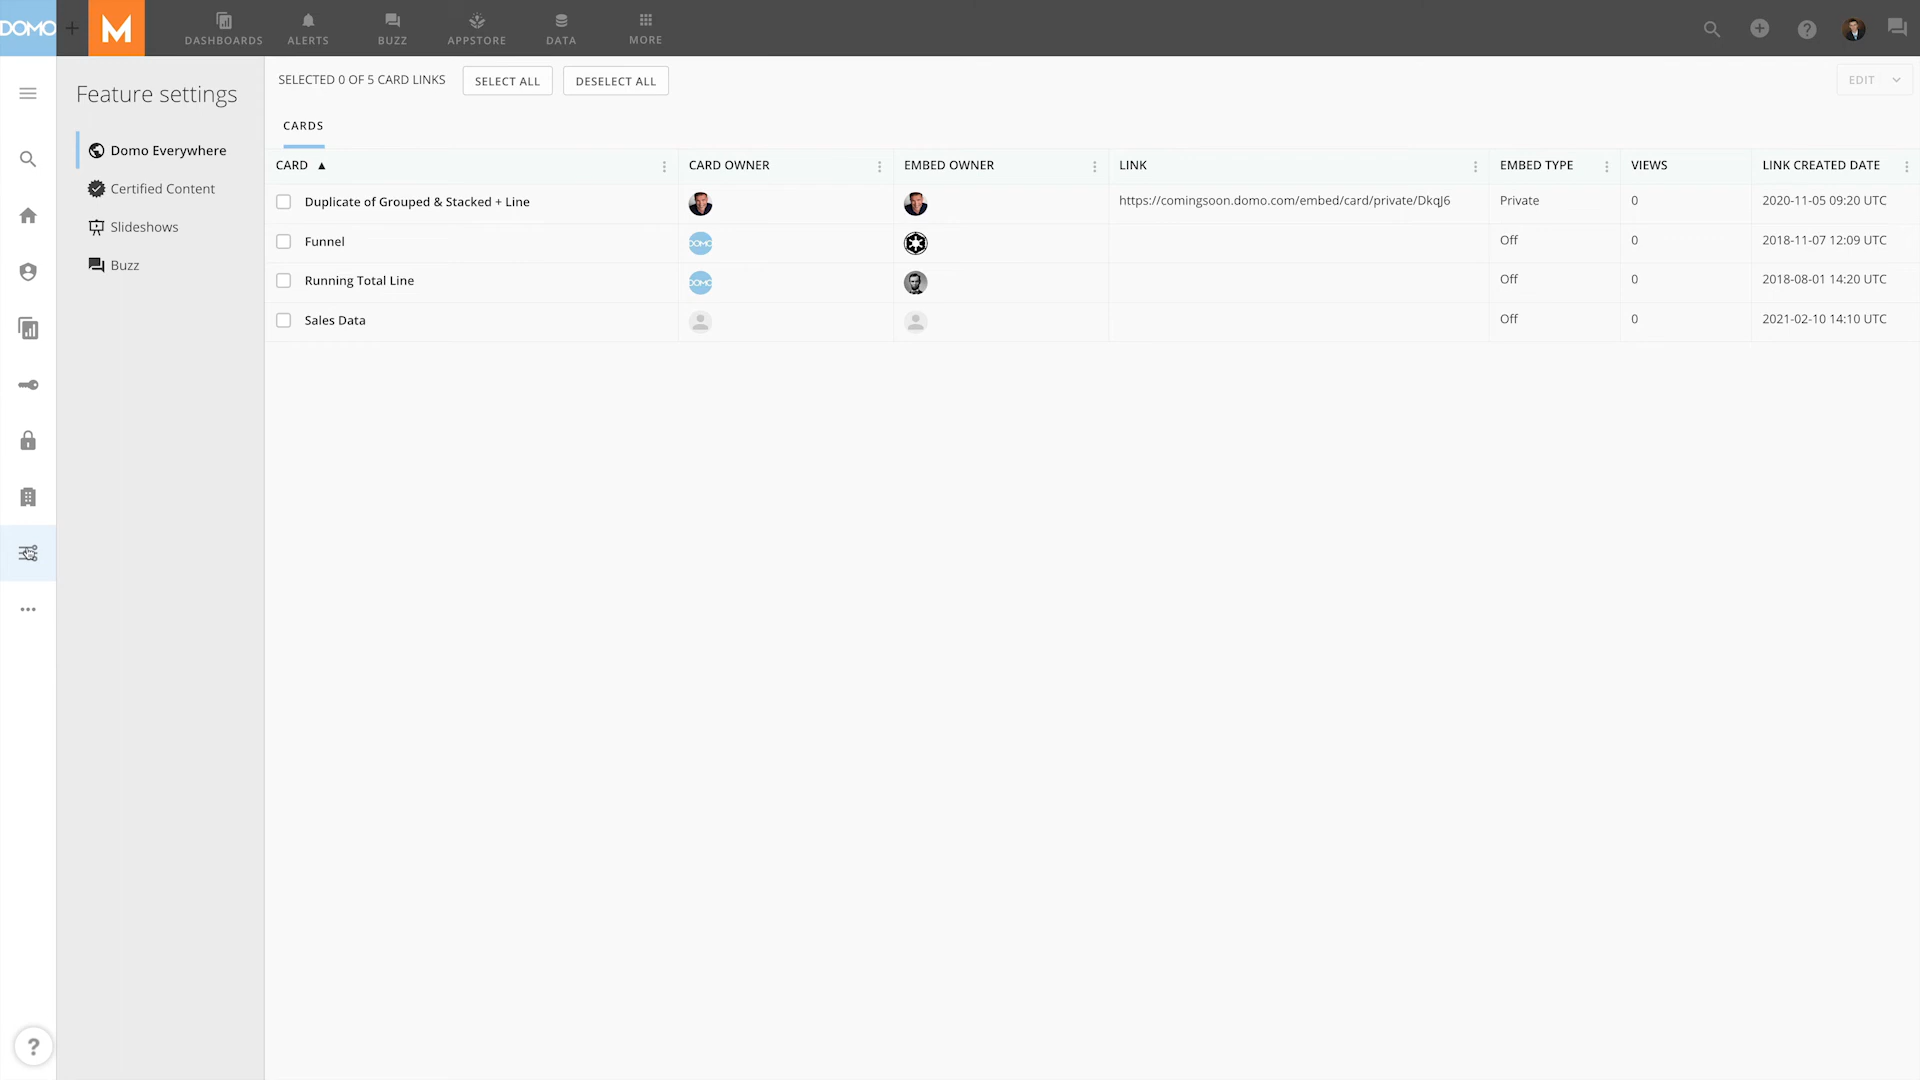 DOMO
+
M
DASHBOARDS
ALERTS
BUZZ
APPSTORE
DATA
MORE
Feature settings
Domo Everywhere
Certified Content
Slideshows
Buzz
SELECTED 0 OF 5 CARD LINKS
SELECT ALL
DESELECT ALL
EDIT
CARDS
CARD ▲ CARD OWNER EMBED OWNER LINK EMBED TYPE VIEWS LINK CREATED DATE
Duplicate of Grouped & Stacked + Line https://comingsoon.domo.com/embed/card/private/DkqJ6 Private 0 2020-11-05 09:20 UTC
Funnel DOMO Off 0 2018-11-07 12:09 UTC
Running Total Line DOMO Off 0 2018-08-01 14:20 UTC
Sales Data Off 0 2021-02-10 14:10 UTC
?